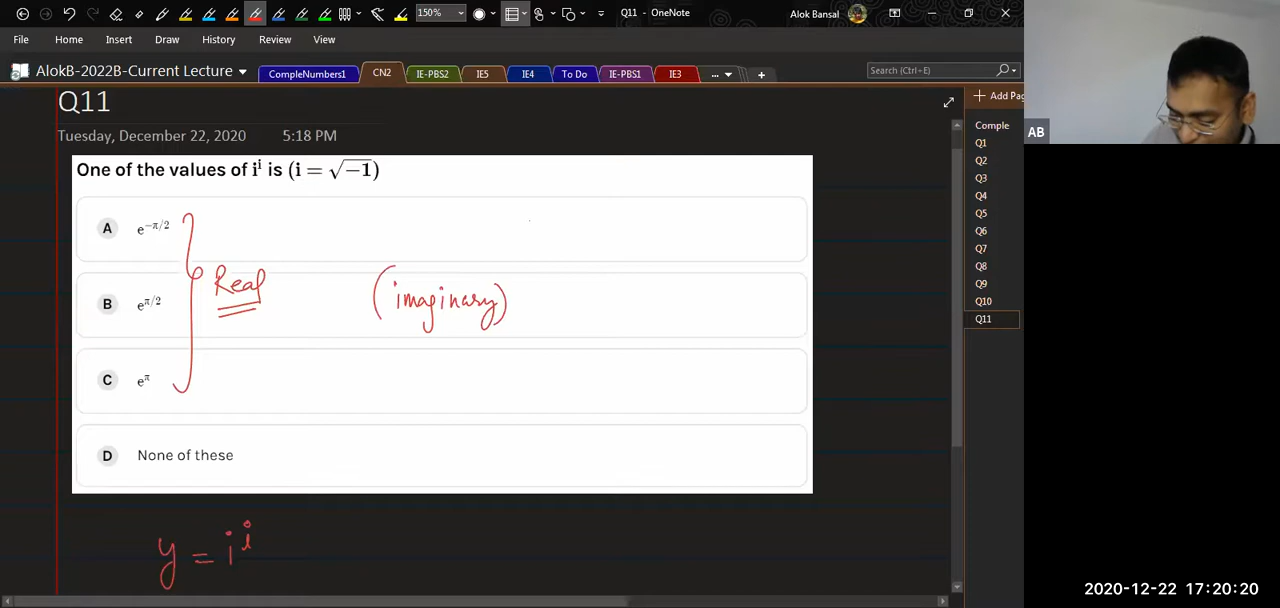 150%
Q11 - OneNote
Alok Bansal
File Home Insert Draw History Review View
AlokB-2022B-Current Lecture
CompleNumbers1 CN2 IE-PBS2 IE5 IE4 To Do IE-PBS1 IE3 ... +
Search (Ctrl+E)
Q11
Tuesday, December 22, 2020 5:18 PM
One of the values of i^i is (i = √−1)
A e^−π/2
B e^π/2
C e^π
D None of these
Real
(imaginary)
y = i^i
+ Add Pag
Comple
Q1
Q2
Q3
Q4
Q5
Q6
Q7
Q8
Q9
Q10
Q11
AB
2020-12-22 17:20:20